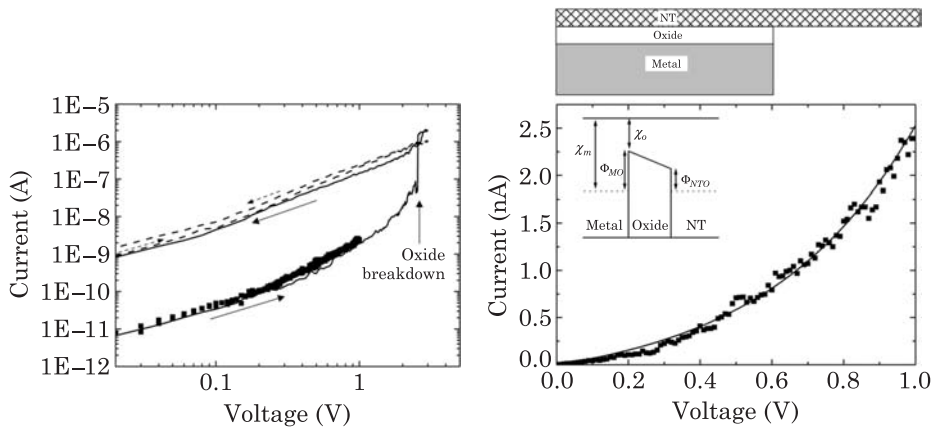 NT
Oxide
Metal
1E−5
1E−6
1E−7
1E−8
1E−9
1E−10
1E−11
1E−12
Current (A)
0.1
1
Voltage (V)
Oxide
breakdown
2.5
2.0
1.5
1.0
0.5
0.0
Current (nA)
χₘ
χₒ
Φ_MO
Φ_NTO
Metal
Oxide
NT
0.0
0.2
0.4
0.6
0.8
1.0
Voltage (V)